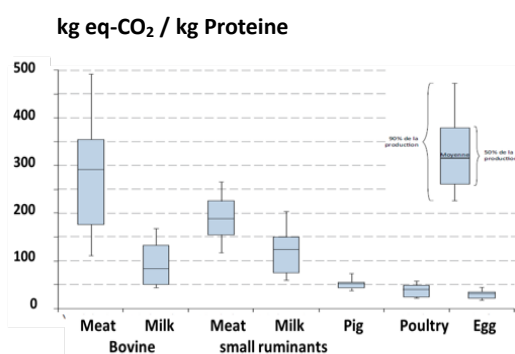 kg eq-CO₂ / kg Proteine
500
400
300
200
100
0
90% de la
production
Moyenne
50% de la
production
Meat Milk Meat Milk Pig Poultry Egg
Bovine small ruminants